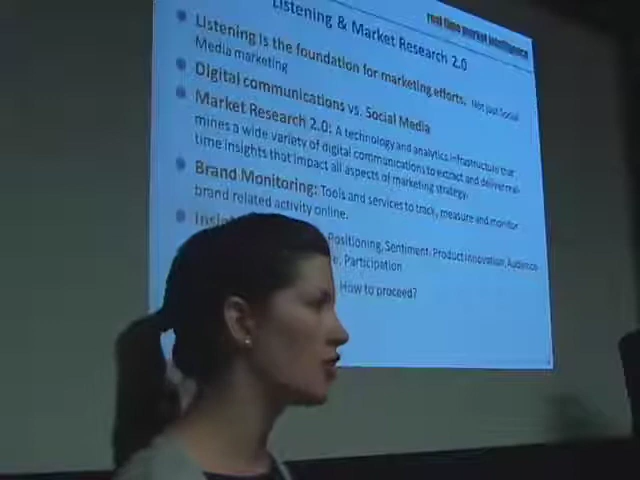 Listening & Market Research 2.0
real time market intelligence
Listening is the foundation for marketing efforts. Not just Social
Media marketing
Digital communications vs. Social Media
Market Research 2.0: A technology and analytics infrastructure that
mines a wide variety of digital communications to extract and deliver real-
time insights that impact all aspects of marketing strategy.
Brand Monitoring: Tools and services to track, measure and monitor
brand related activity online.
Positioning, Sentiment, Product Innovation, Audience
Participation
How to proceed?